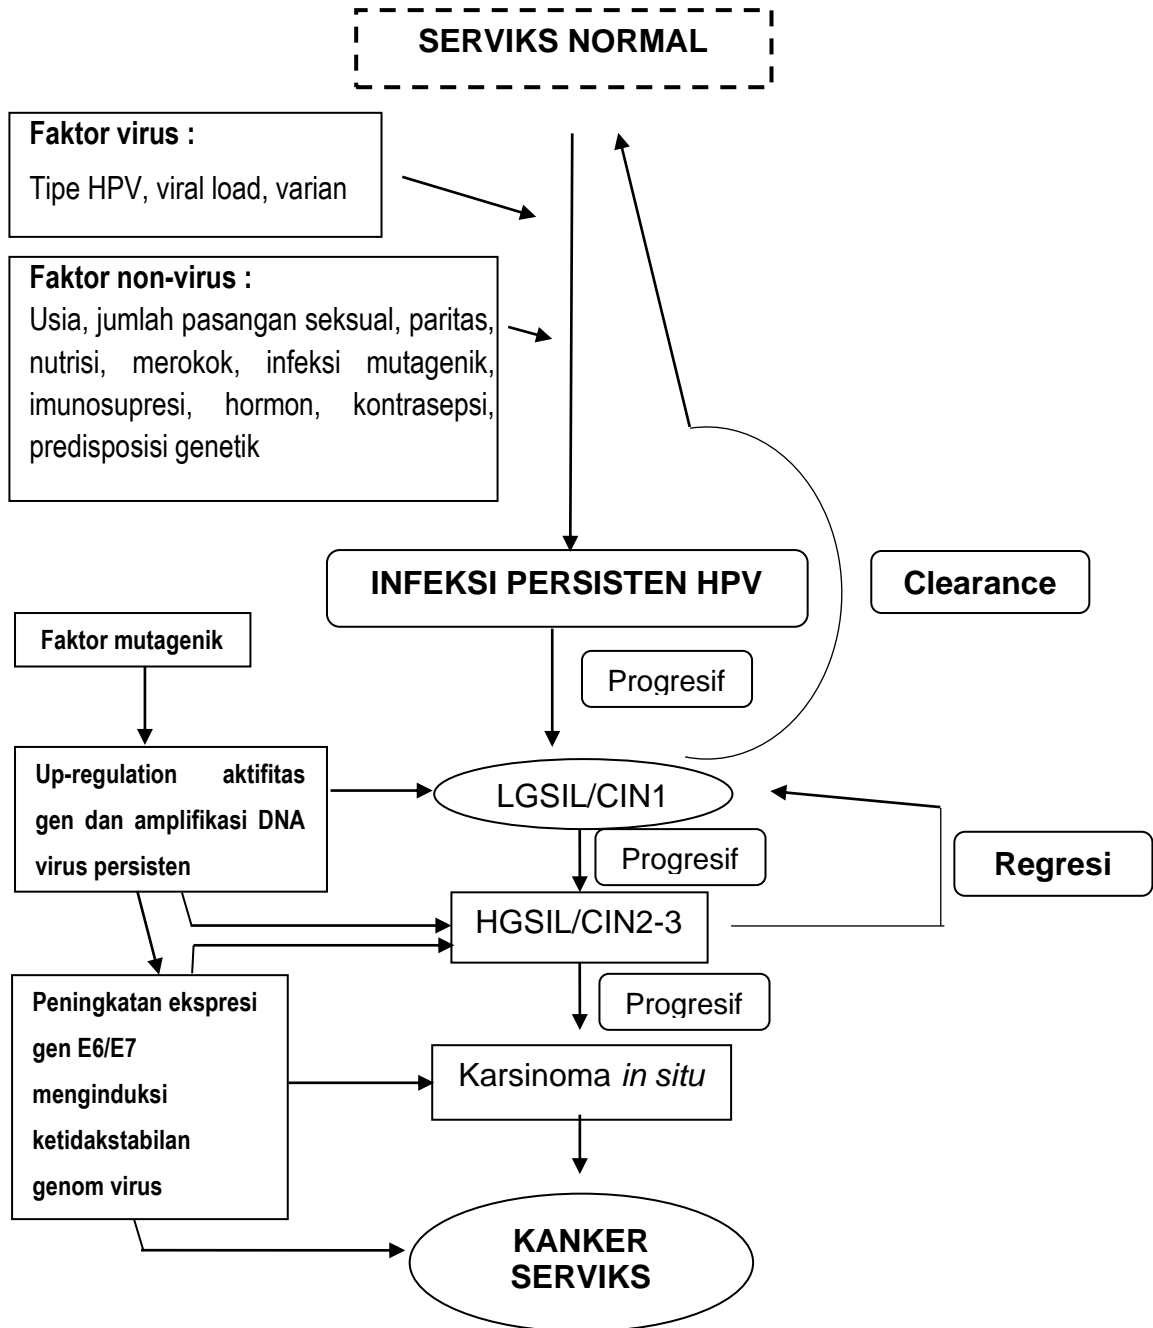 SERVIKS NORMAL
Faktor virus :
Tipe HPV, viral load, varian
Faktor non-virus :
Usia, jumlah pasangan seksual, paritas,
nutrisi, merokok, infeksi mutagenik,
imunosupresi, hormon, kontrasepsi,
predisposisi genetik
INFEKSI PERSISTEN HPV
Clearance
Faktor mutagenik
Progresif
Up-regulation aktifitas
gen dan amplifikasi DNA
virus persisten
LGSIL/CIN1
Progresif
Regresi
HGSIL/CIN2-3
Peningkatan ekspresi
gen E6/E7
menginduksi
ketidakstabilan
genom virus
Progresif
Karsinoma in situ
KANKER
SERVIKS